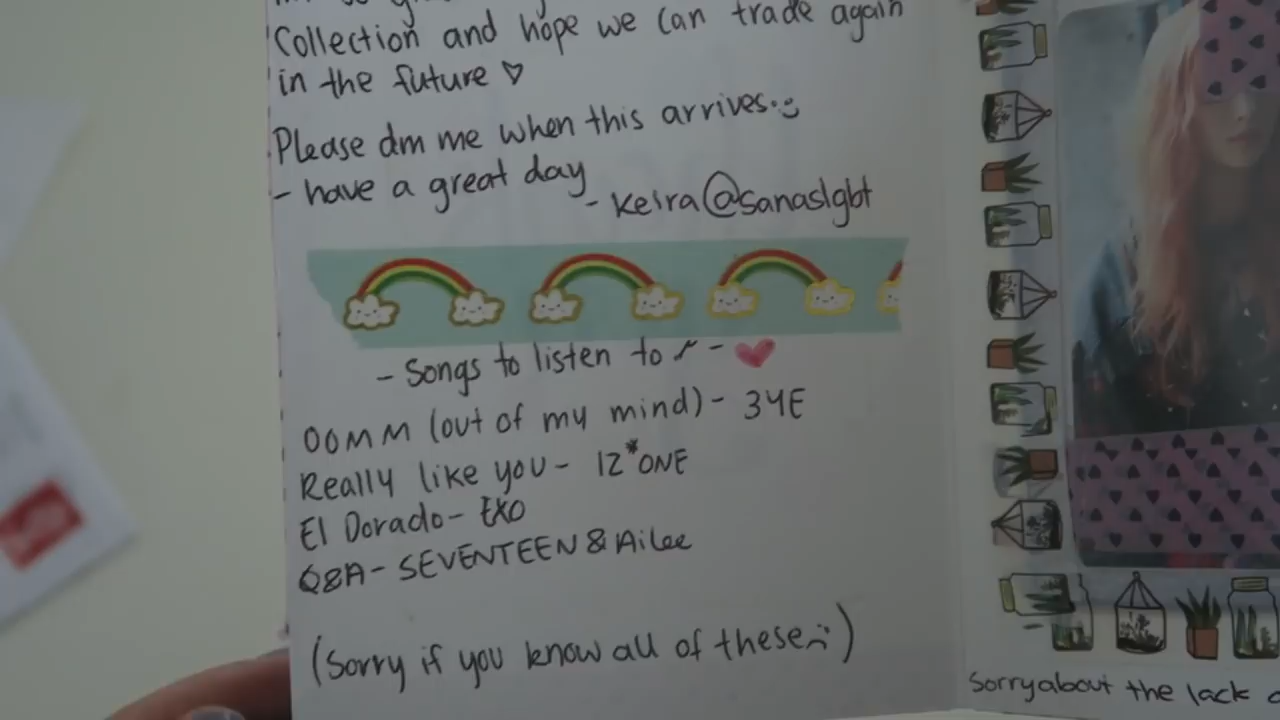 Collection and hope we can trade again
in the future ♡
Please dm me when this arrives :)
- have a great day
- Keira@sanaslgbt
- Songs to listen to - ♥
OOMM (out of my mind) - 3YE
Really like you - IZ*ONE
El Dorado - EXO
Q&A - SEVENTEEN & Ailee
(Sorry if you know all of these :()
Sorry about the lack